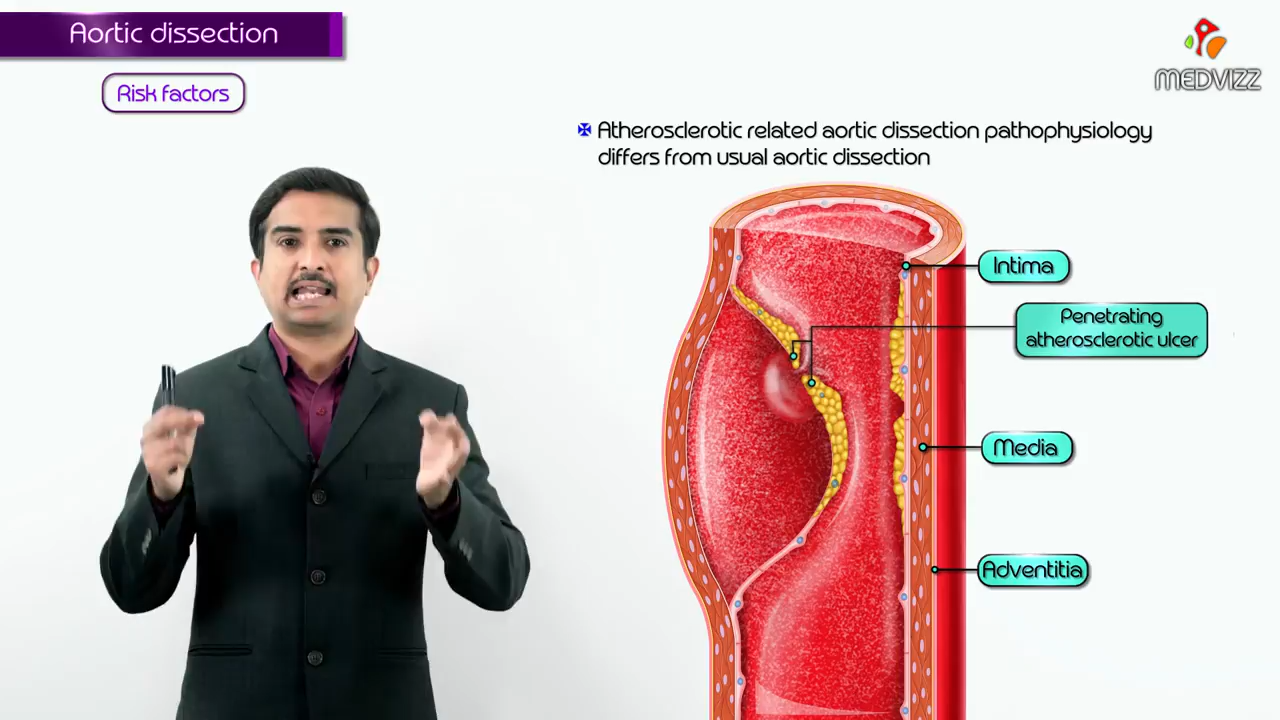 Aortic dissection
MEDVIZZ
Risk factors
Atherosclerotic related aortic dissection pathophysiology
differs from usual aortic dissection
Intima
Penetrating
atherosclerotic ulcer
Media
Adventitia